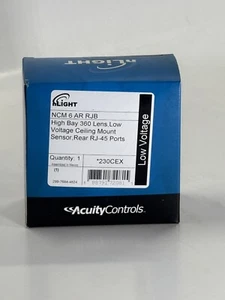 nLIGHT
NCM 6 AR RJB
High Bay 360 Lens,Low
Voltage Ceiling Mount
Sensor,Rear RJ-45 Ports
Quantity: 1
*230CEX
(1)
Low Voltage
AcuityControls